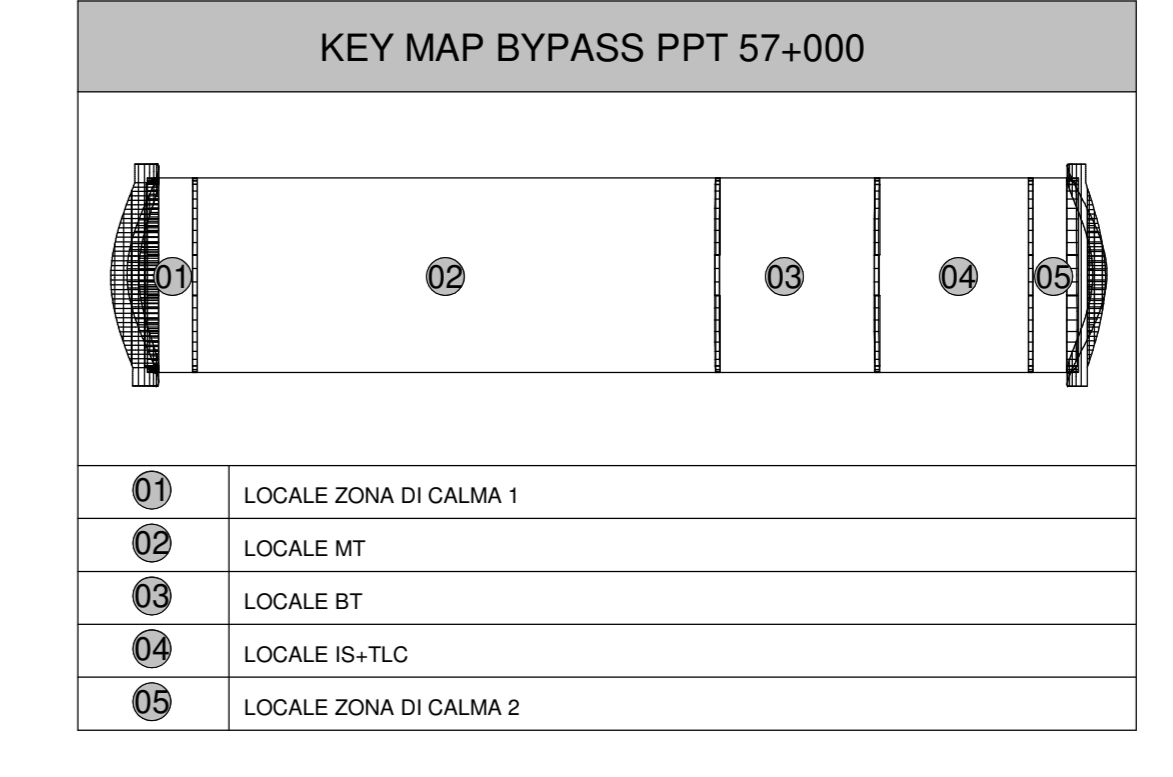 KEY MAP BYPASS PPT 57+000
01 02 03 04 05
01 LOCALE ZONA DI CALMA 1
02 LOCALE MT
03 LOCALE BT
04 LOCALE IS+TLC
05 LOCALE ZONA DI CALMA 2